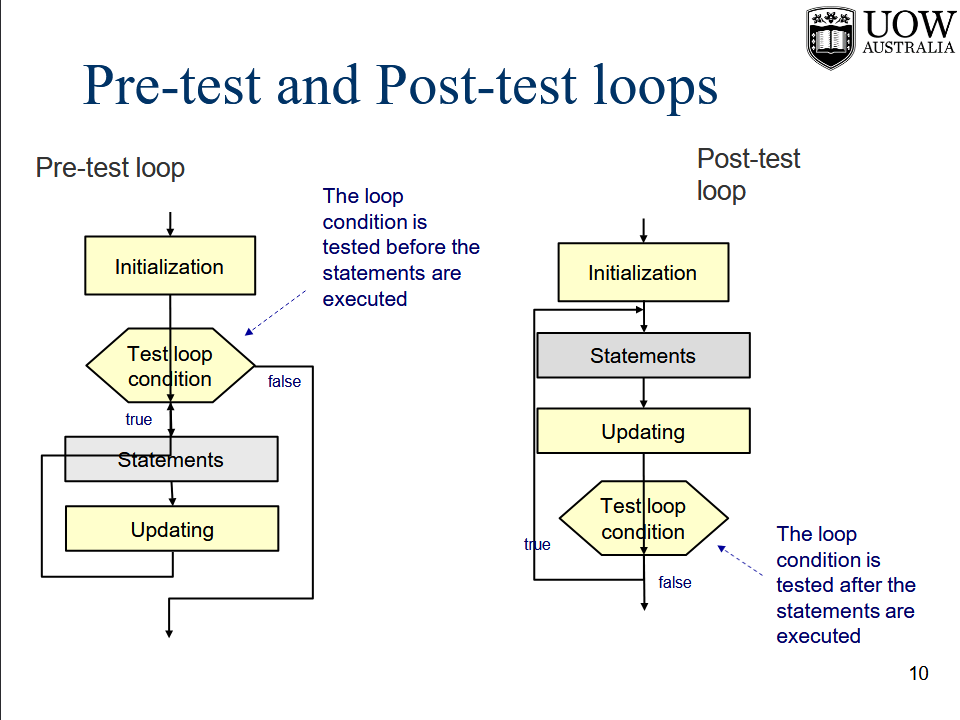 UOW
AUSTRALIA
Pre-test and Post-test loops
Pre-test loop
The loop
condition is
tested before the
statements are
executed
Initialization
Test loop
condition
false
true
Statements
Updating
Post-test
loop
Initialization
Statements
Updating
Test loop
condition
true
false
The loop
condition is
tested after the
statements are
executed
10